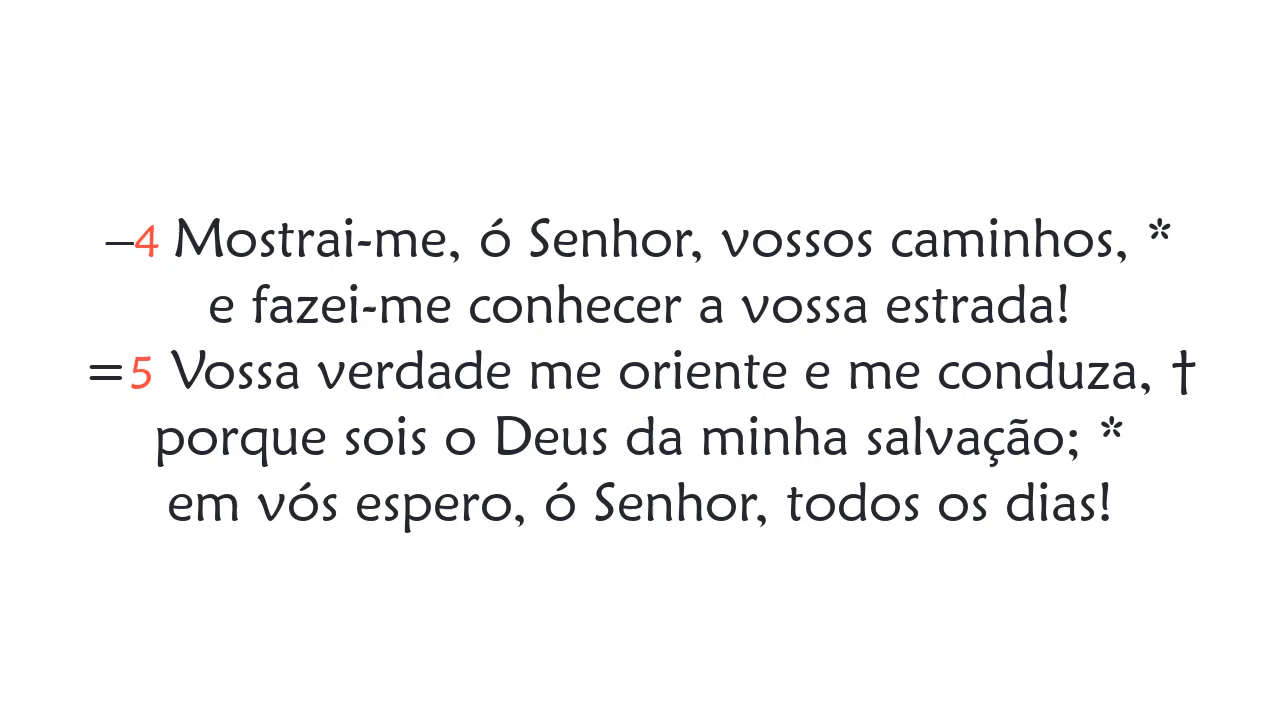 –4 Mostrai-me, ó Senhor, vossos caminhos, *
e fazei-me conhecer a vossa estrada!
=5 Vossa verdade me oriente e me conduza, †
porque sois o Deus da minha salvação; *
em vós espero, ó Senhor, todos os dias!